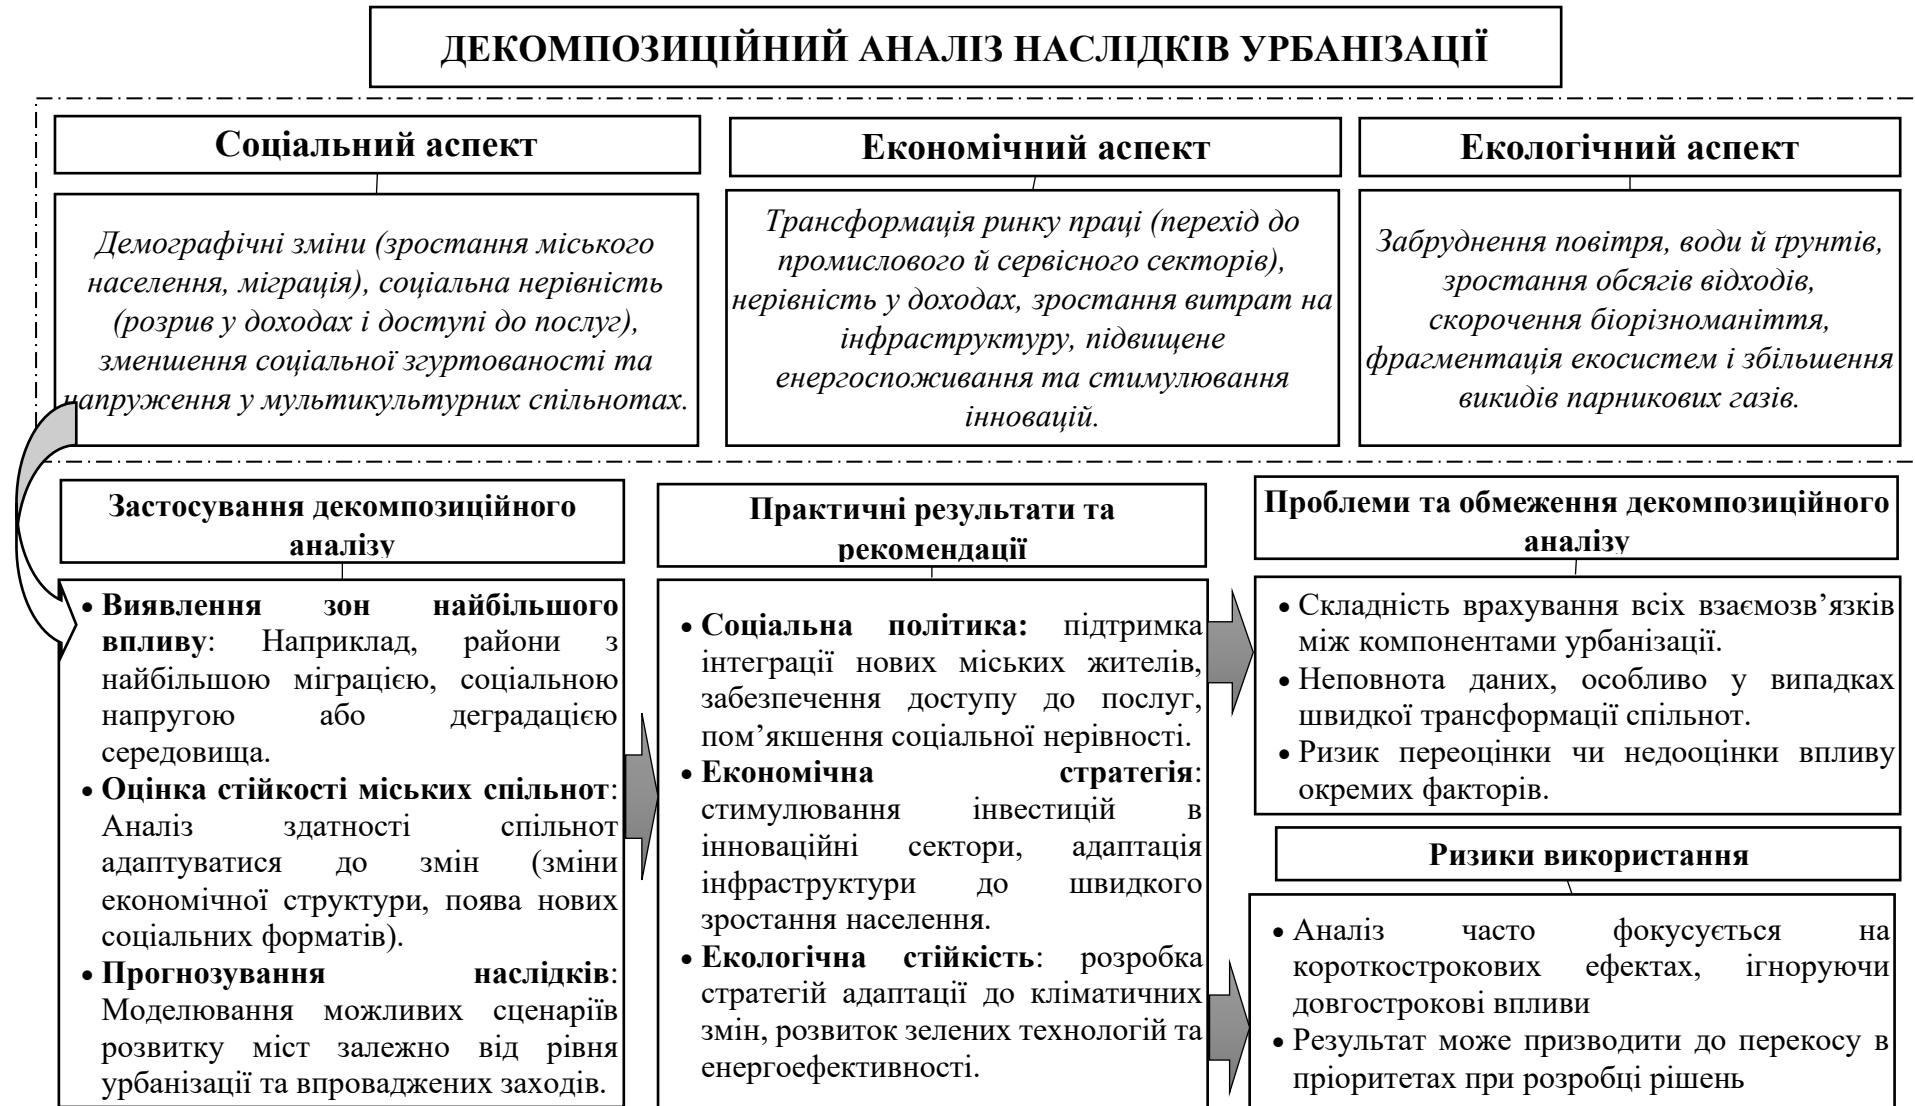 ДЕКОМПОЗИЦІЙНИЙ АНАЛІЗ НАСЛІДКІВ УРБАНІЗАЦІЇ
Соціальний аспект
Демографічні зміни (зростання міського
населення, міграція), соціальна нерівність
(розрив у доходах і доступі до послуг),
зменшення соціальної згуртованості та
напруження у мультикультурних спільнотах.
Економічний аспект
Трансформація ринку праці (перехід до
промислового й сервісного секторів),
нерівність у доходах, зростання витрат на
інфраструктуру, підвищене
енергоспоживання та стимулювання
інновацій.
Екологічний аспект
Забруднення повітря, води й ґрунтів,
зростання обсягів відходів,
скорочення біорізноманіття,
фрагментація екосистем і збільшення
викидів парникових газів.
Застосування декомпозиційного
аналізу
• Виявлення зон найбільшого
впливу: Наприклад, райони з
найбільшою міграцією, соціальною
напругою або деградацією
середовища.
• Оцінка стійкості міських спільнот:
Аналіз здатності спільнот
адаптуватися до змін (зміни
економічної структури, поява нових
соціальних форматів).
• Прогнозування наслідків:
Моделювання можливих сценаріїв
розвитку міст залежно від рівня
урбанізації та впроваджених заходів.
Практичні результати та
рекомендації
• Соціальна політика: підтримка
інтеграції нових міських жителів,
забезпечення доступу до послуг,
пом’якшення соціальної нерівності.
• Економічна стратегія:
стимулювання інвестицій в
інноваційні сектори, адаптація
інфраструктури до швидкого
зростання населення.
• Екологічна стійкість: розробка
стратегій адаптації до кліматичних
змін, розвиток зелених технологій та
енергоефективності.
Проблеми та обмеження декомпозиційного
аналізу
• Складність врахування всіх взаємозв’язків
між компонентами урбанізації.
• Неповнота даних, особливо у випадках
швидкої трансформації спільнот.
• Ризик переоцінки чи недооцінки впливу
окремих факторів.
Ризики використання
• Аналіз часто фокусується на
короткострокових ефектах, ігноруючи
довгострокові впливи
• Результат може призводити до перекосу в
пріоритетах при розробці рішень